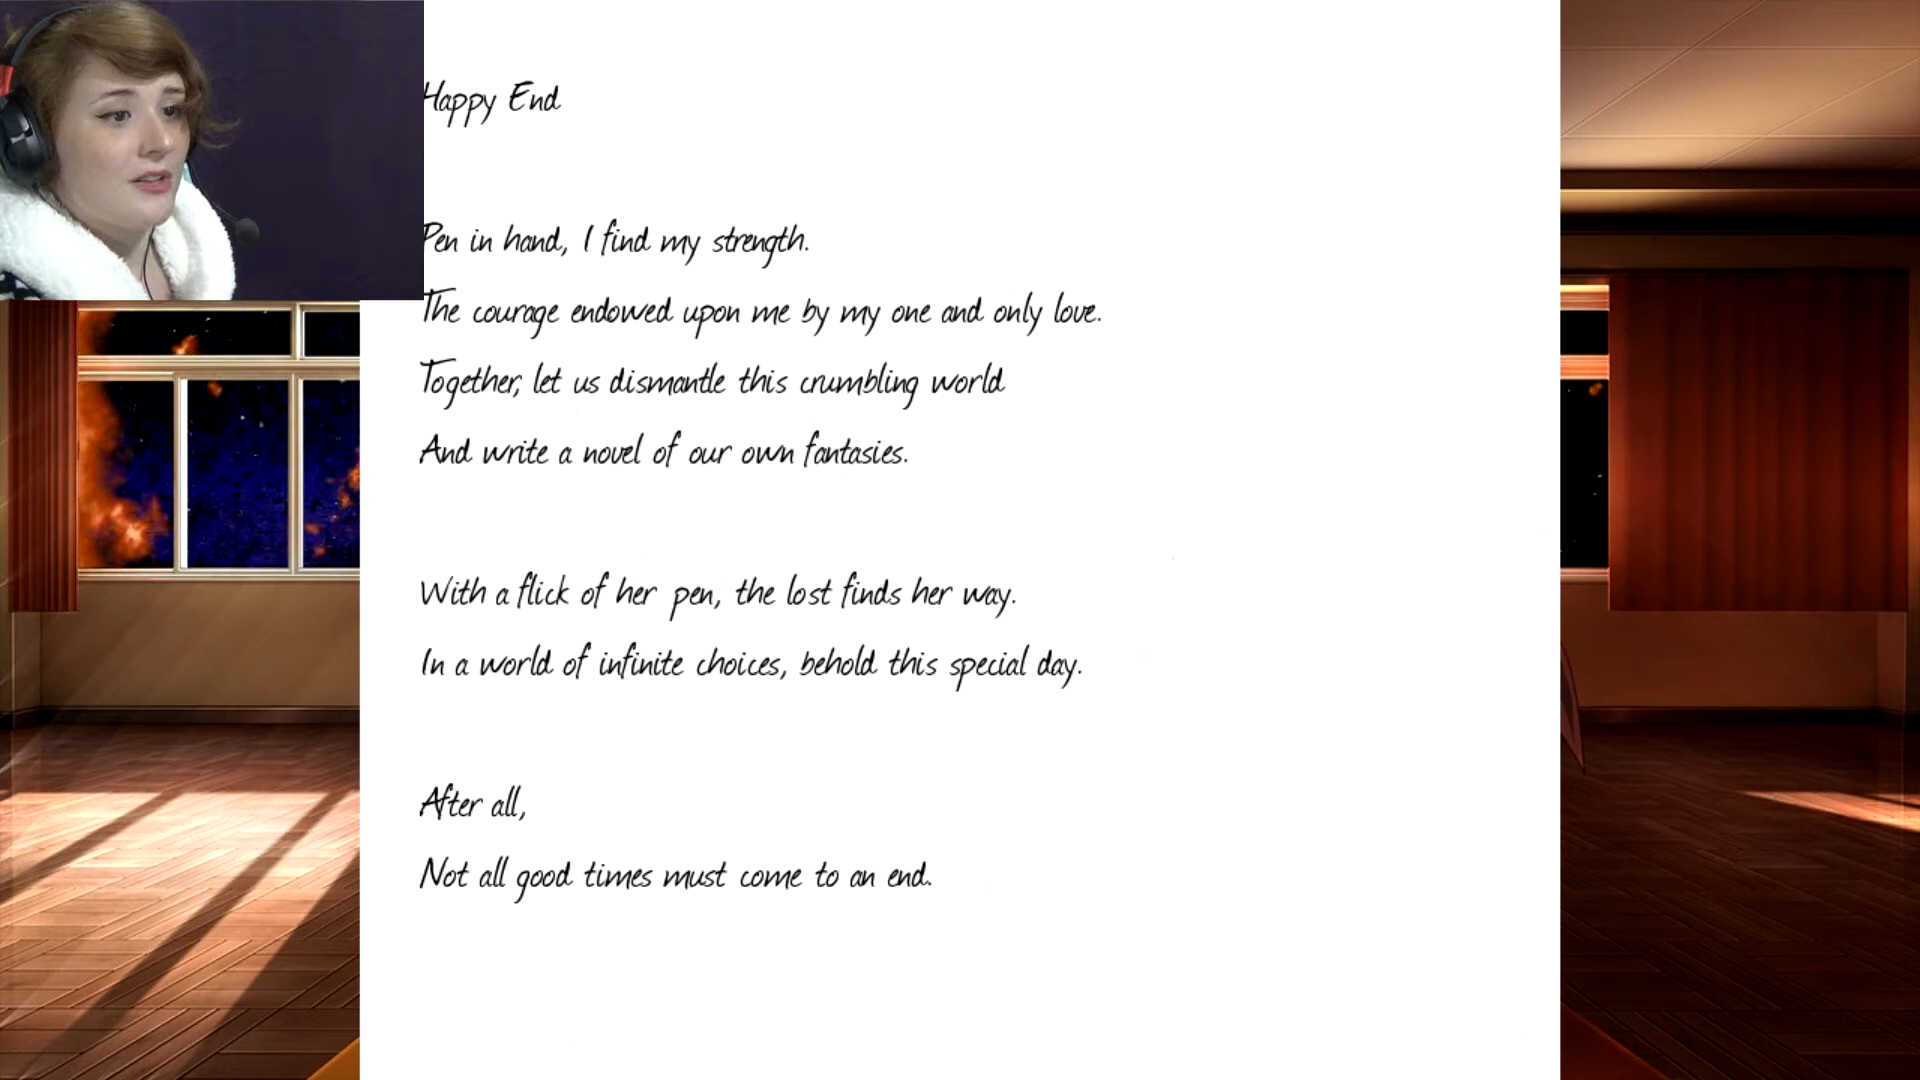 Happy End
Pen in hand, I find my strength.
The courage endowed upon me by my one and only love.
Together, let us dismantle this crumbling world
And write a novel of our own fantasies.
With a flick of her pen, the lost finds her way.
In a world of infinite choices, behold this special day.
After all,
Not all good times must come to an end.